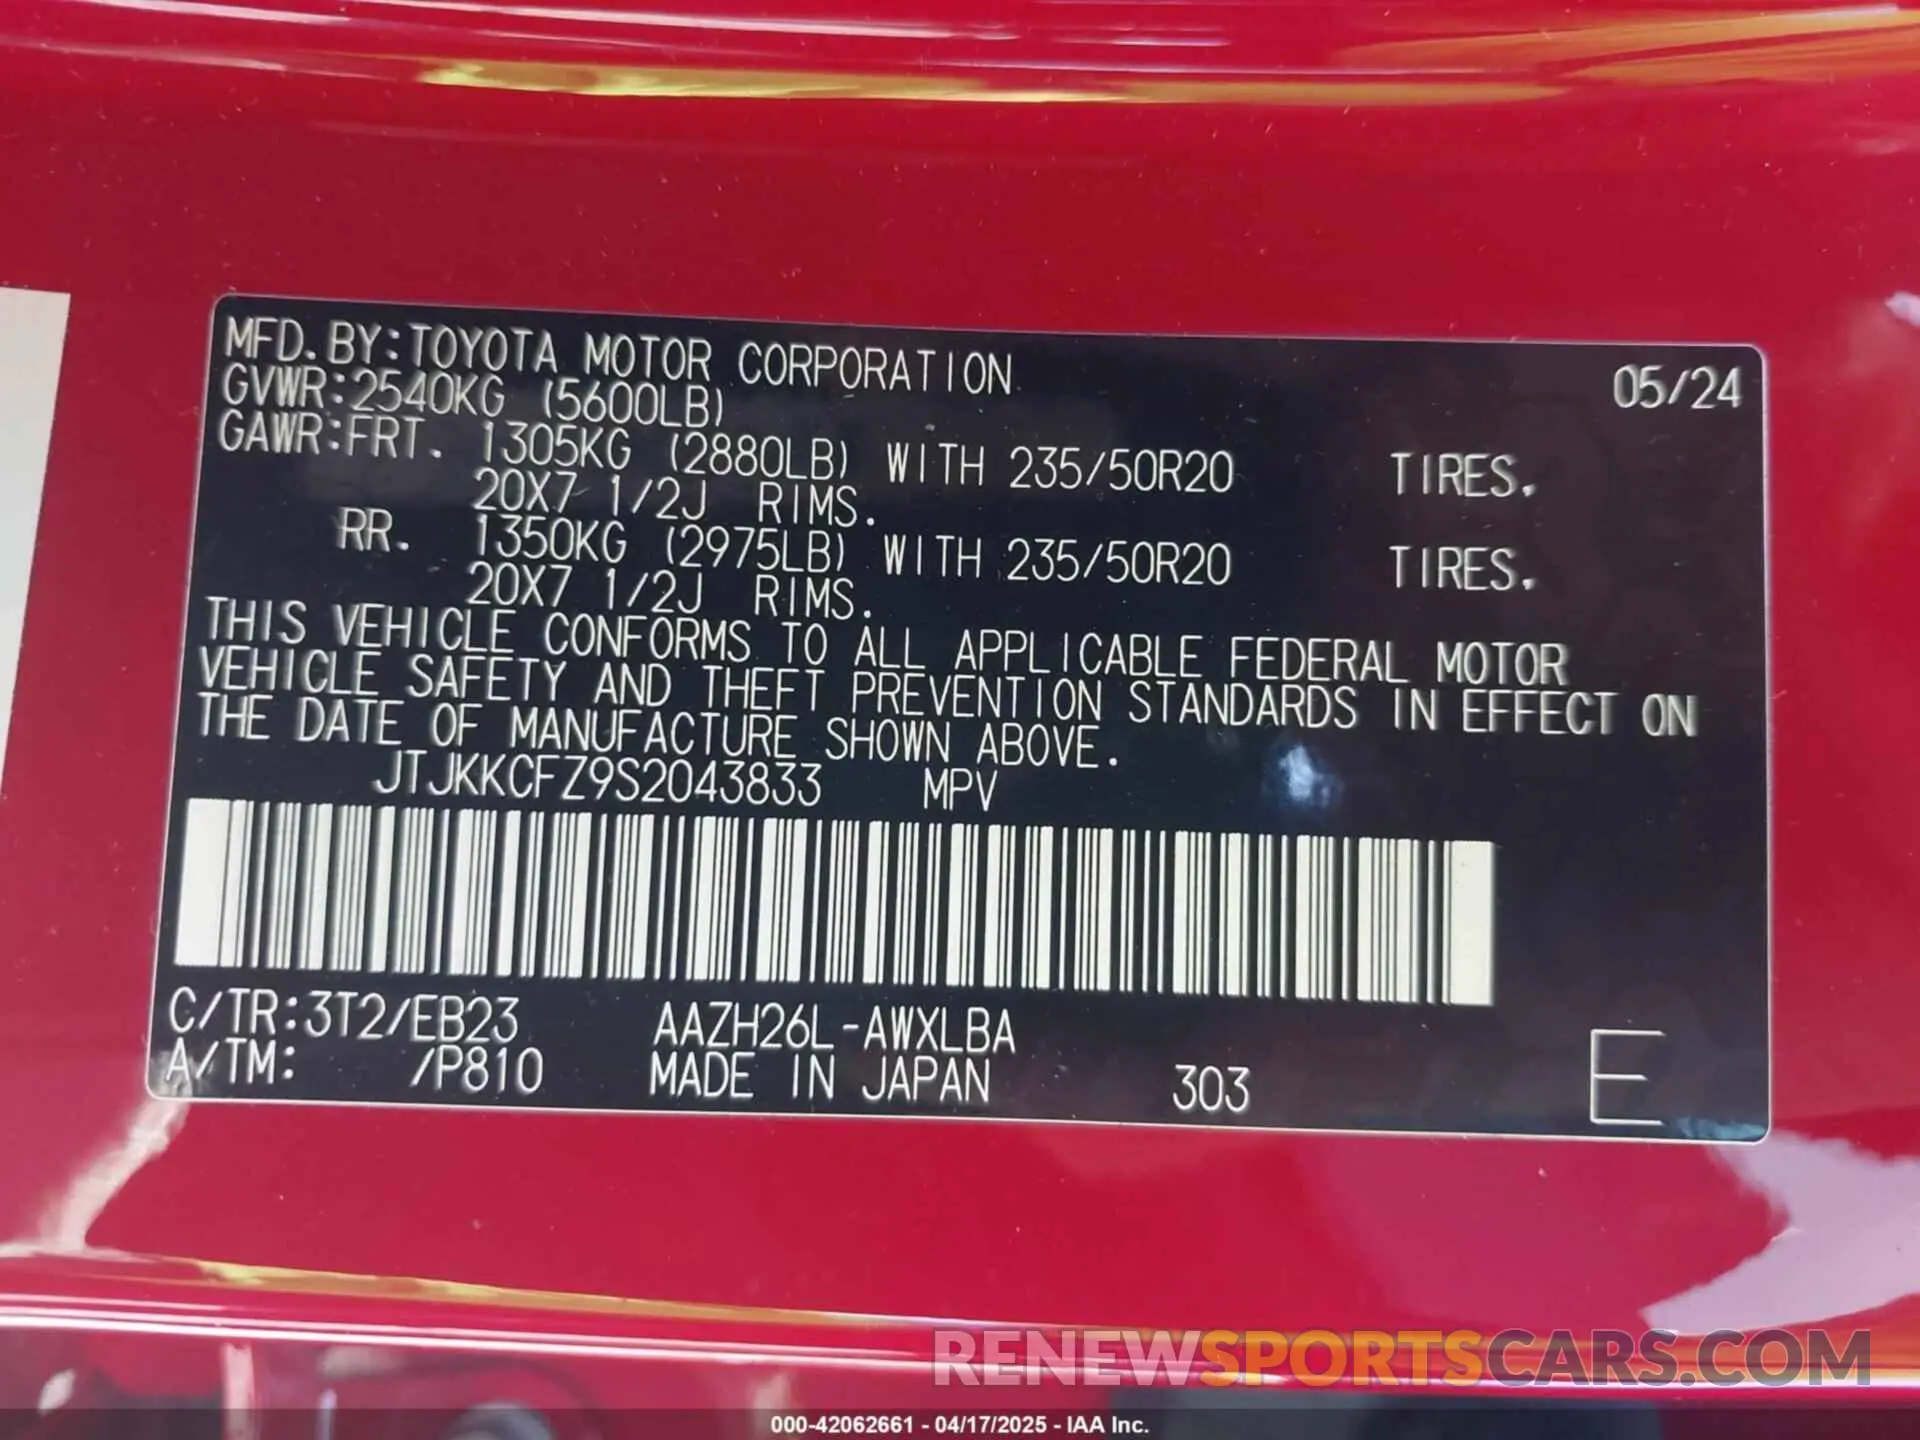 MFD.BY:TOYOTA MOTOR CORPORATION 05/24
GVWR:2540KG (5600LB)
GAWR:FRT. 1305KG (2880LB) WITH 235/50R20 TIRES.
20X7 1/2J RIMS.
RR. 1350KG (2975LB) WITH 235/50R20 TIRES.
20X7 1/2J RIMS.
THIS VEHICLE CONFORMS TO ALL APPLICABLE FEDERAL MOTOR
VEHICLE SAFETY AND THEFT PREVENTION STANDARDS IN EFFECT ON
THE DATE OF MANUFACTURE SHOWN ABOVE.
JTJKKCFZ9S2043833 MPV
C/TR:3T2/EB23 AAZH26L-AWXLBA
A/TM: /P810 MADE IN JAPAN 303 E
RENEWSPORTSCARS.COM
000-42062661 - 04/17/2025 - IAA Inc.